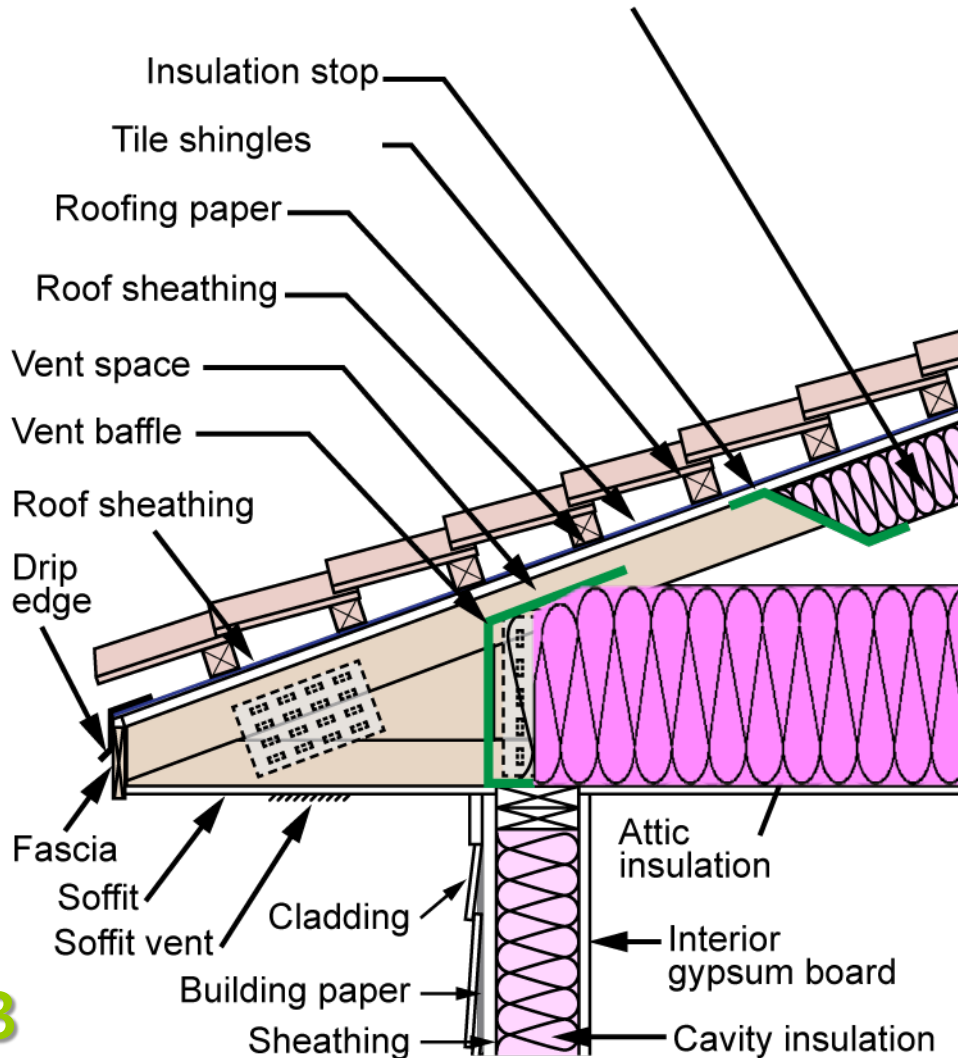 Insulation stop
Tile shingles
Roofing paper
Roof sheathing
Vent space
Vent baffle
Roof sheathing
Drip
edge
Fascia
Soffit
Soffit vent
Cladding
Building paper
Sheathing
Attic
insulation
Interior
gypsum board
Cavity insulation